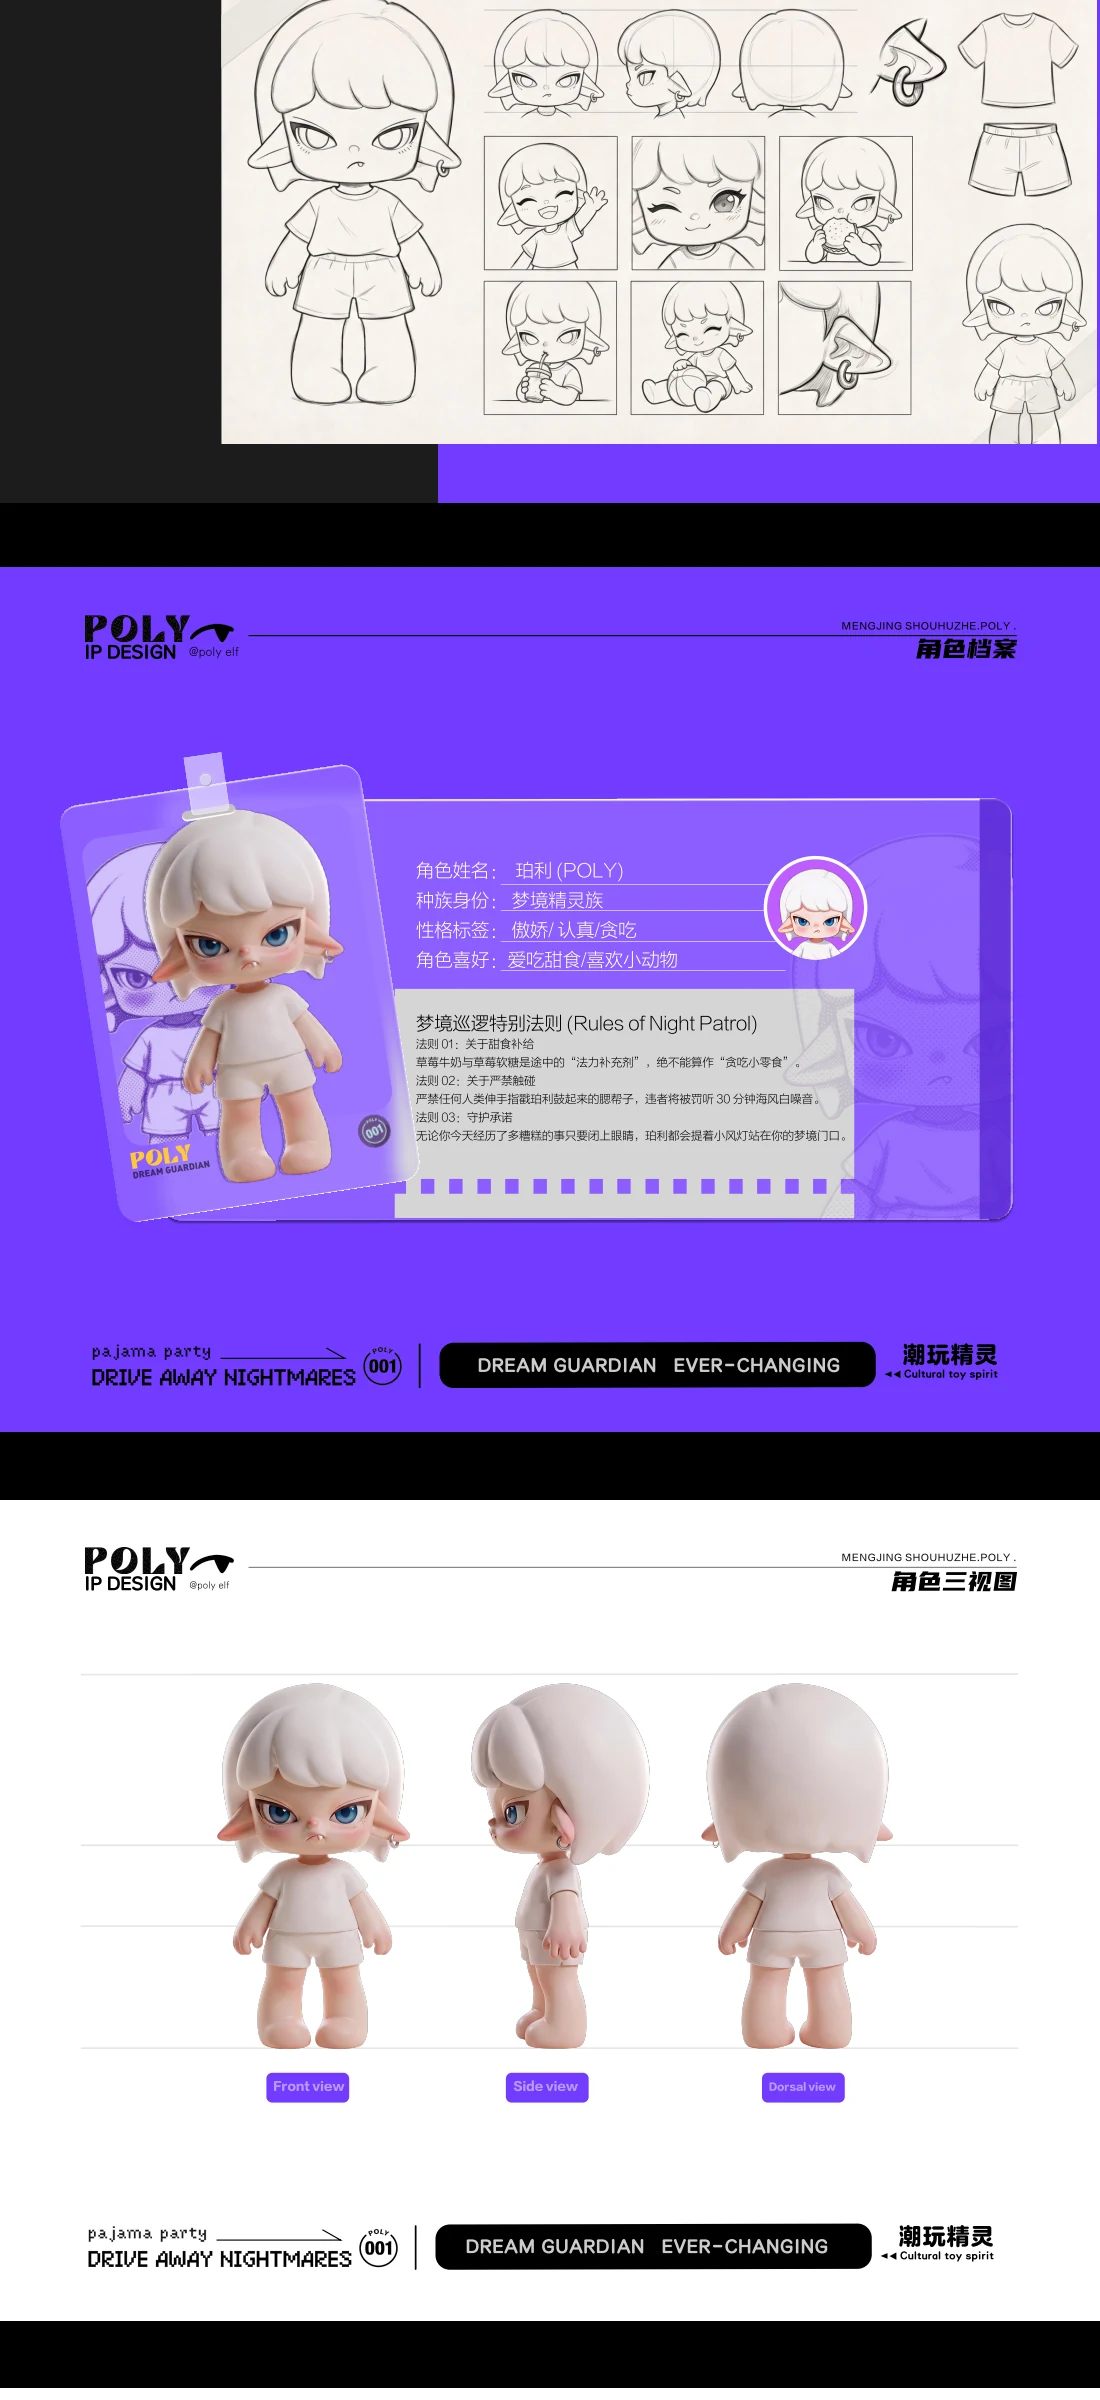 POLY
IP DESIGN @poly elf
MENGJING SHOUHUZHE.POLY .
角色档案
角色姓名： 珀利 (POLY)
种族身份： 梦境精灵族
性格标签： 傲娇/ 认真/贪吃
角色喜好： 爱吃甜食/喜欢小动物
梦境巡逻特别法则 (Rules of Night Patrol)
法则 01：关于甜食补给
草莓牛奶与草莓软糖是途中的“法力补充剂”，绝不能算作“贪吃小零食”。
法则 02：关于严禁触碰
严禁任何人类伸手指戳珀利鼓起来的腮帮子，违者将被罚听 30 分钟海风白噪音。
法则 03：守护承诺
无论你今天经历了多糟糕的事只要闭上眼睛，珀利都会提着小风灯站在你的梦境门口。
001
POLY
DREAM GUARDIAN
pajama party
DRIVE AWAY NIGHTMARES
POLY
001
DREAM GUARDIAN EVER-CHANGING
潮玩精灵
◄◄ Cultural toy spirit
POLY
IP DESIGN @poly elf
MENGJING SHOUHUZHE.POLY .
角色三视图
Front view
Side view
Dorsal view
pajama party
DRIVE AWAY NIGHTMARES
POLY
001
DREAM GUARDIAN EVER-CHANGING
潮玩精灵
◄◄ Cultural toy spirit